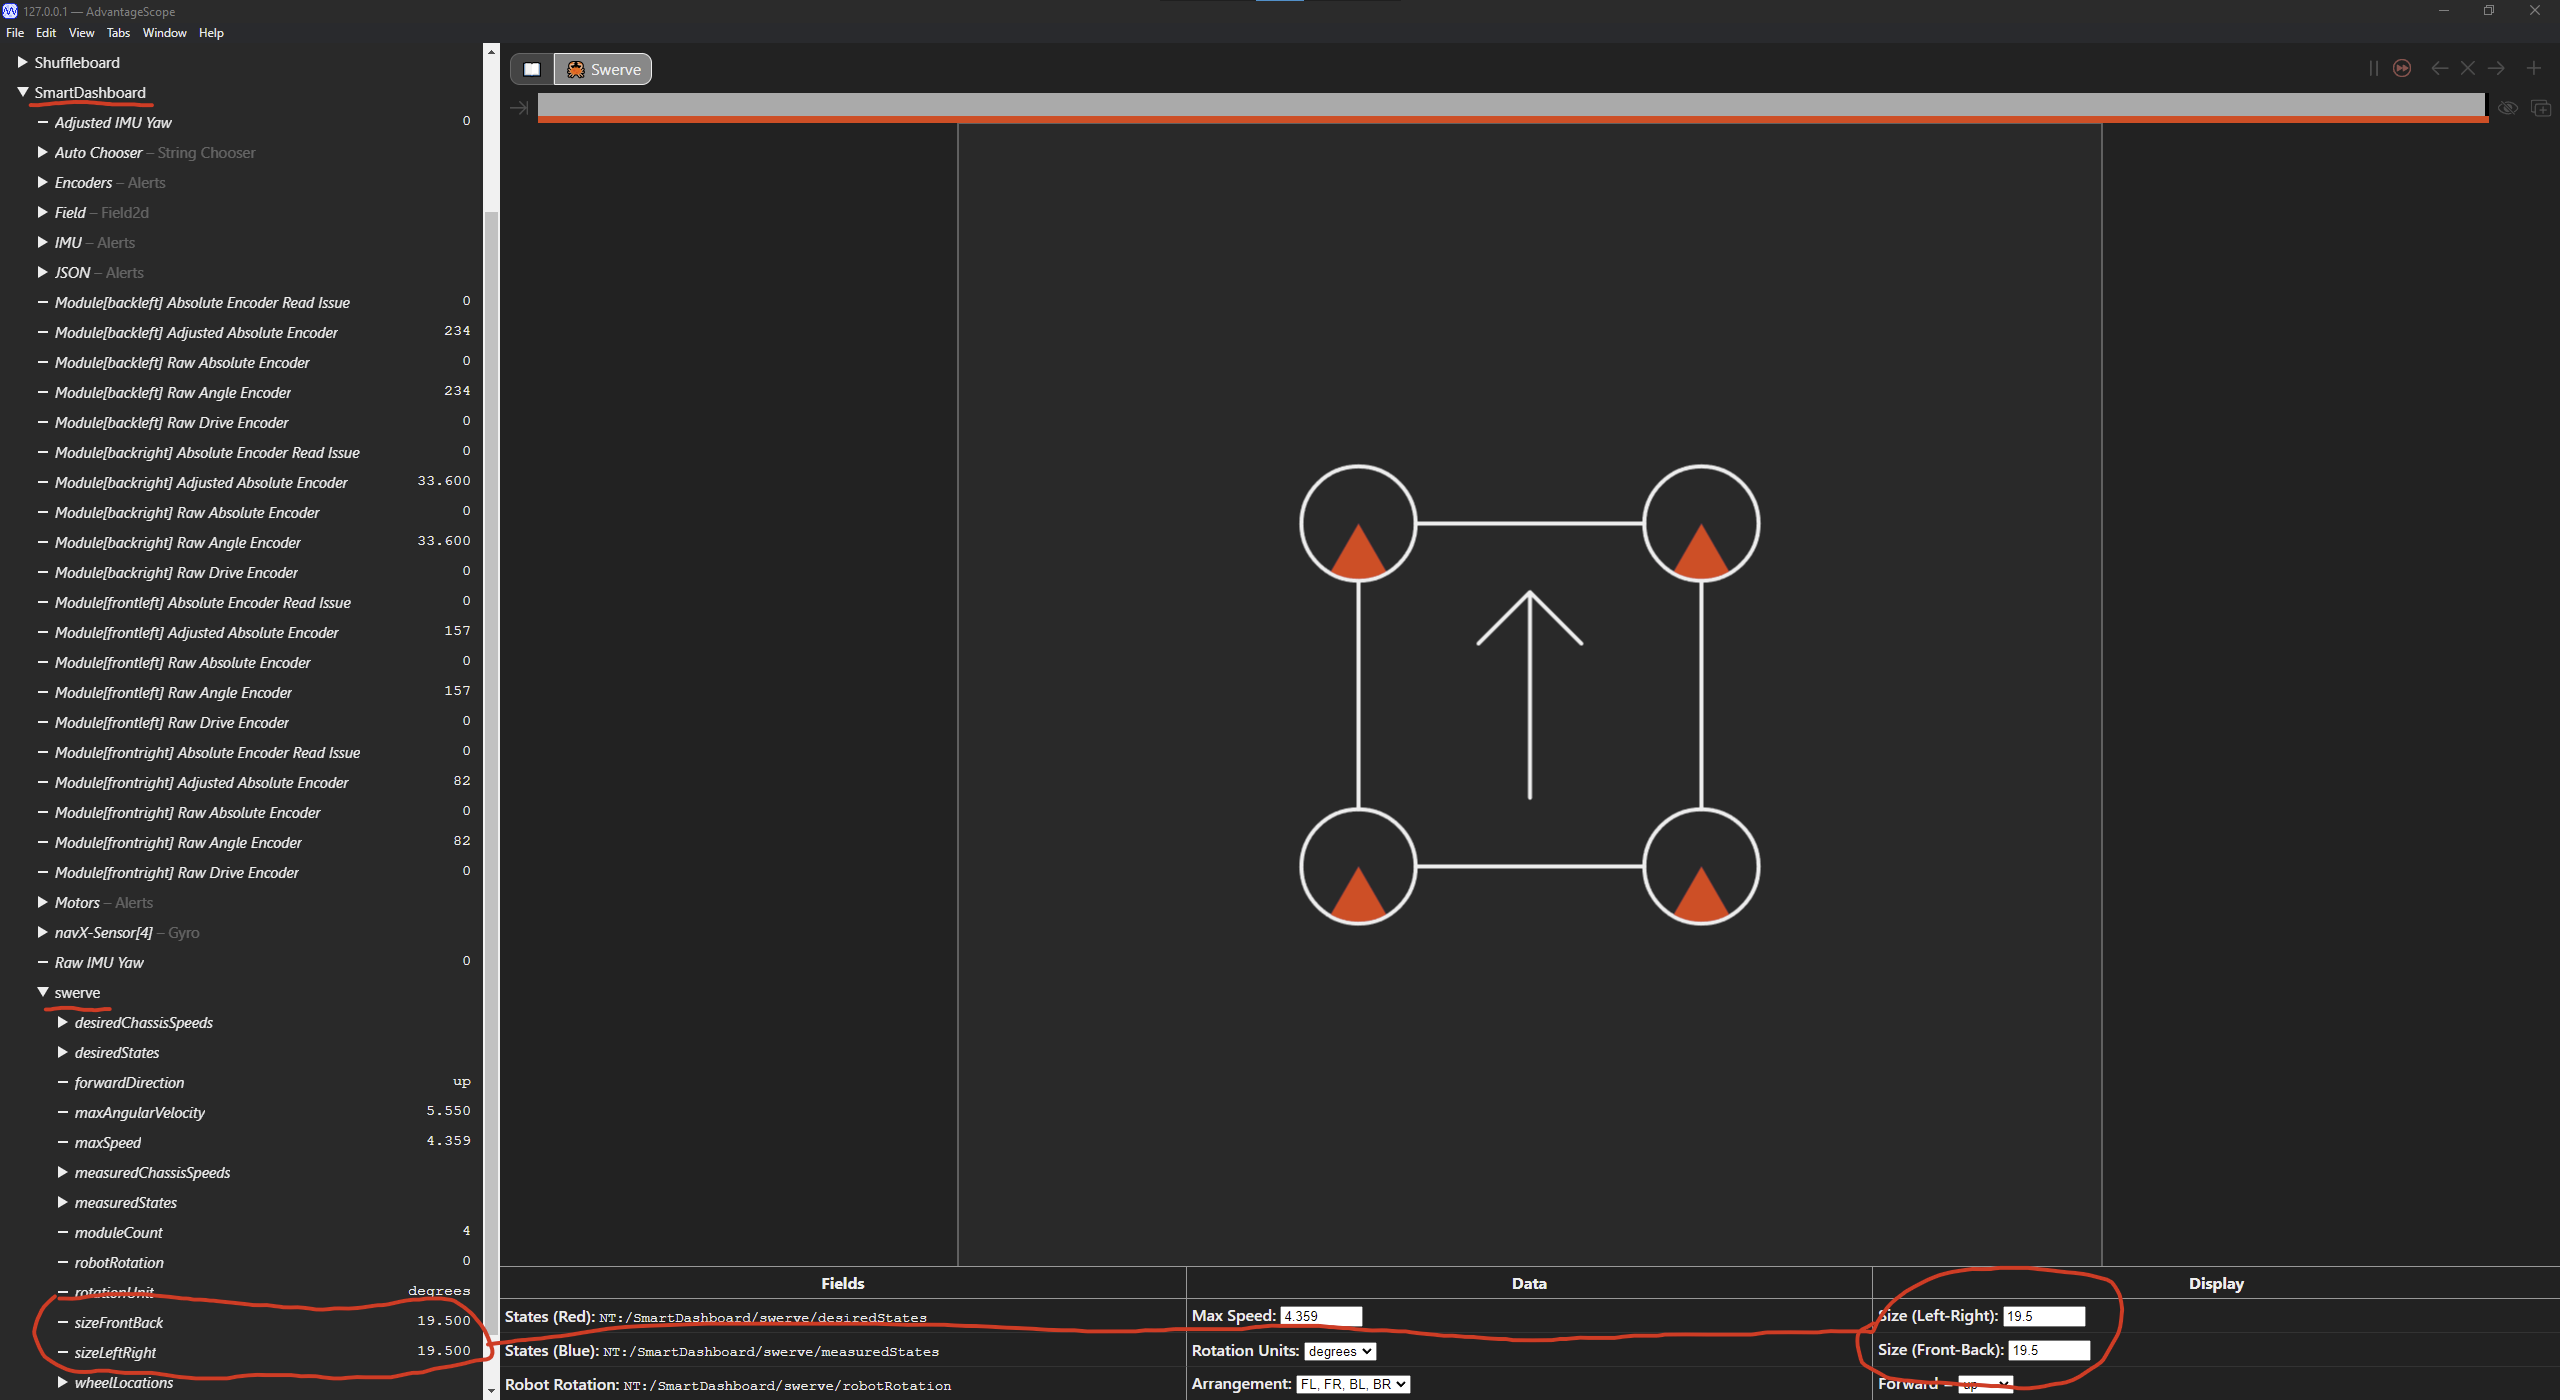 127.0.0.1 — AdvantageScope
File Edit View Tabs Window Help
Shuffleboard
SmartDashboard
Adjusted IMU Yaw 0
Auto Chooser – String Chooser
Encoders – Alerts
Field – Field2d
IMU – Alerts
JSON – Alerts
Module[backleft] Absolute Encoder Read Issue 0
Module[backleft] Adjusted Absolute Encoder 234
Module[backleft] Raw Absolute Encoder 0
Module[backleft] Raw Angle Encoder 234
Module[backleft] Raw Drive Encoder 0
Module[backright] Absolute Encoder Read Issue 0
Module[backright] Adjusted Absolute Encoder 33.600
Module[backright] Raw Absolute Encoder 0
Module[backright] Raw Angle Encoder 33.600
Module[backright] Raw Drive Encoder 0
Module[frontleft] Absolute Encoder Read Issue 0
Module[frontleft] Adjusted Absolute Encoder 157
Module[frontleft] Raw Absolute Encoder 0
Module[frontleft] Raw Angle Encoder 157
Module[frontleft] Raw Drive Encoder 0
Module[frontright] Absolute Encoder Read Issue 0
Module[frontright] Adjusted Absolute Encoder 82
Module[frontright] Raw Absolute Encoder 0
Module[frontright] Raw Angle Encoder 82
Module[frontright] Raw Drive Encoder 0
Motors – Alerts
navX-Sensor[4] – Gyro
Raw IMU Yaw 0
swerve
desiredChassisSpeeds
desiredStates
forwardDirection up
maxAngularVelocity 5.550
maxSpeed 4.359
measuredChassisSpeeds
measuredStates
moduleCount 4
robotRotation 0
rotationUnit degrees
sizeFrontBack 19.500
sizeLeftRight 19.500
wheelLocations
Swerve
Fields Data Display
States (Red): NT:/SmartDashboard/swerve/desiredStates Max Speed: 4.359 Size (Left-Right): 19.5
States (Blue): NT:/SmartDashboard/swerve/measuredStates Rotation Units: degrees Size (Front-Back): 19.5
Robot Rotation: NT:/SmartDashboard/swerve/robotRotation Arrangement: FL, FR, BL, BR Forward = up